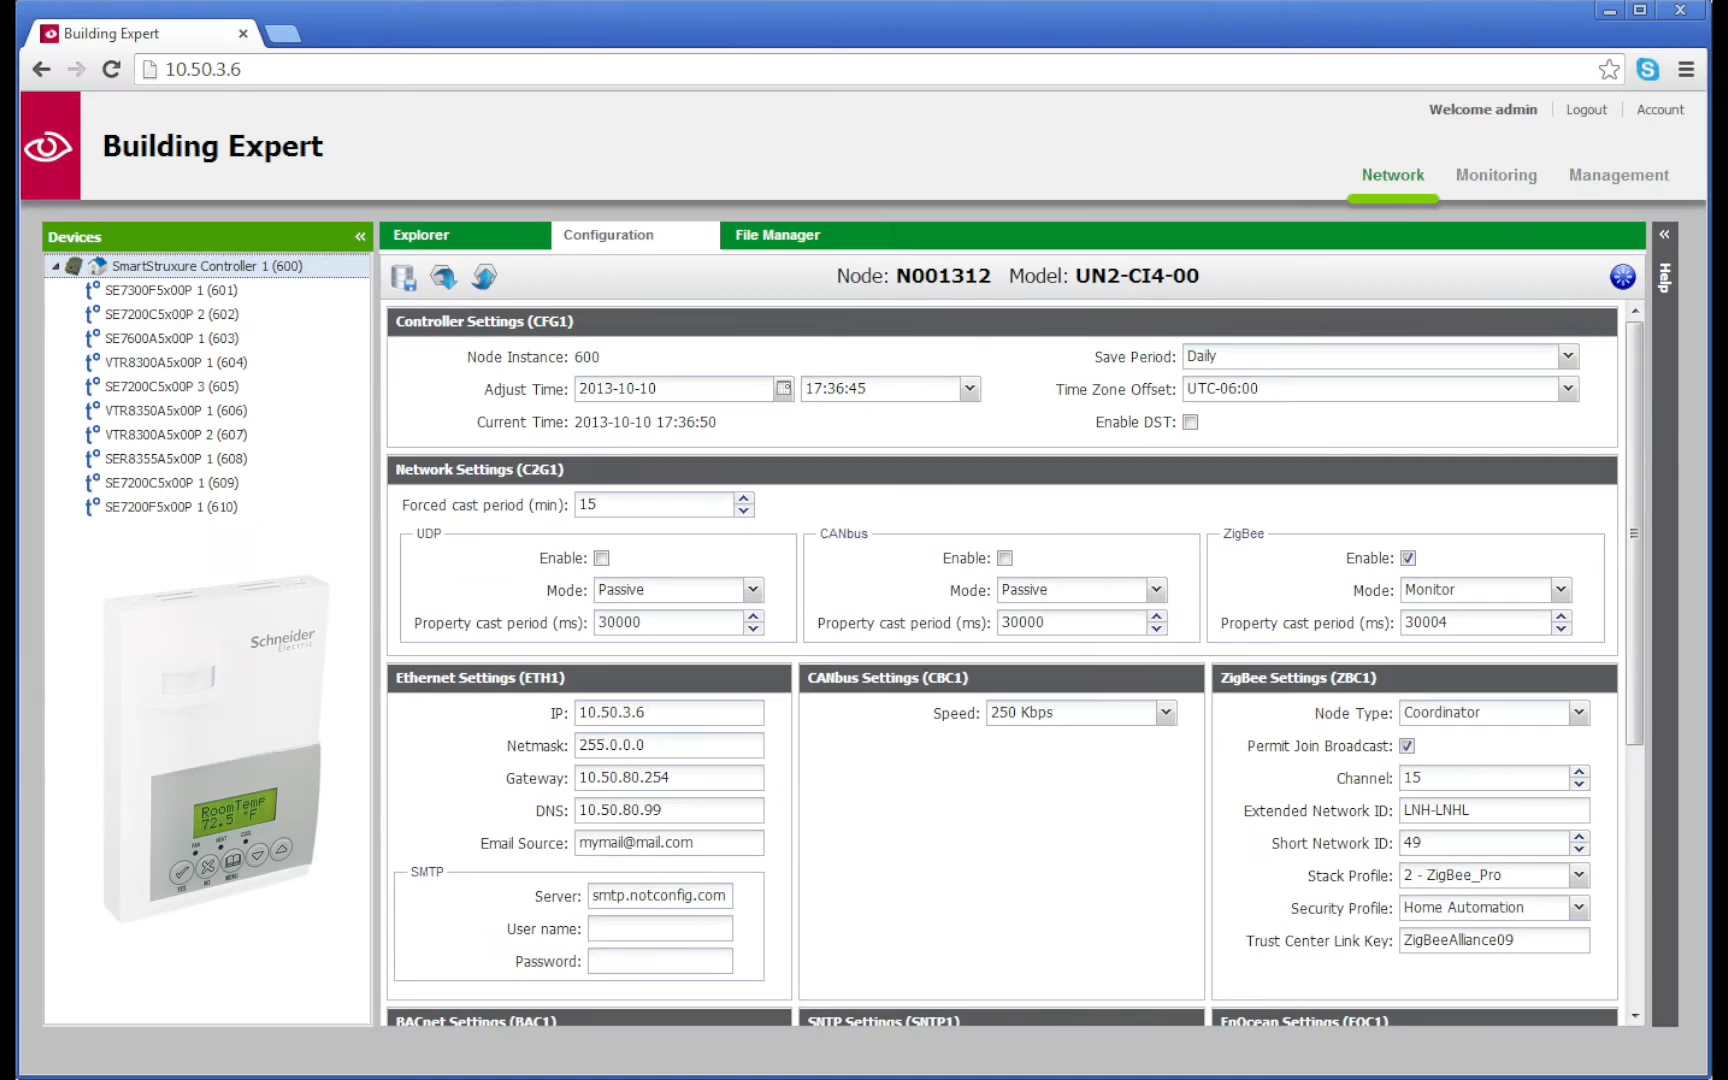 Building Expert
10.50.3.6
Welcome admin Logout Account
Building Expert
Network Monitoring Management
Devices
SmartStruxure Controller 1 (600)
SE7300F5x00P 1 (601)
SE7200C5x00P 2 (602)
SE7600A5x00P 1 (603)
VTR8300A5x00P 1 (604)
SE7200C5x00P 3 (605)
VTR8350A5x00P 1 (606)
VTR8300A5x00P 2 (607)
SER8355A5x00P 1 (608)
SE7200C5x00P 1 (609)
SE7200F5x00P 1 (610)
Schneider
Electric
RoomTemp
72.5 °F
FAN HEAT COOL
YES NO MENU
Explorer Configuration File Manager
Help
Node: N001312 Model: UN2-CI4-00
Controller Settings (CFG1)
Node Instance: 600 Save Period: Daily
Adjust Time: 2013-10-10 17:36:45 Time Zone Offset: UTC-06:00
Current Time: 2013-10-10 17:36:50 Enable DST:
Network Settings (C2G1)
Forced cast period (min): 15
UDP
Enable:
Mode: Passive
Property cast period (ms): 30000
CANbus
Enable:
Mode: Passive
Property cast period (ms): 30000
ZigBee
Enable:
Mode: Monitor
Property cast period (ms): 30004
Ethernet Settings (ETH1)
IP: 10.50.3.6
Netmask: 255.0.0.0
Gateway: 10.50.80.254
DNS: 10.50.80.99
Email Source: mymail@mail.com
SMTP
Server: smtp.notconfig.com
User name:
Password:
CANbus Settings (CBC1)
Speed: 250 Kbps
ZigBee Settings (ZBC1)
Node Type: Coordinator
Permit Join Broadcast:
Channel: 15
Extended Network ID: LNH-LNHL
Short Network ID: 49
Stack Profile: 2 - ZigBee_Pro
Security Profile: Home Automation
Trust Center Link Key: ZigBeeAlliance09
BACnet Settings (BAC1)
SNTP Settings (SNTP1)
EnOcean Settings (EOC1)